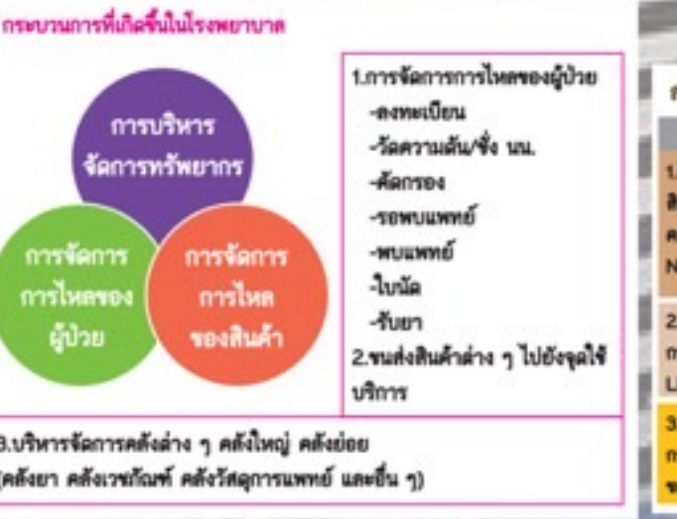 กระบวนการที่เกิดขึ้นในโรงพยาบาล
การบริหาร
จัดการทรัพยากร
การจัดการ
การไหลของ
ผู้ป่วย
การจัดการ
การไหล
ของสินค้า
1.การจัดการการไหลของผู้ป่วย
-ลงทะเบียน
-วัดความดัน/ชั่ง นน.
-คัดกรอง
-รอพบแพทย์
-พบแพทย์
-ใบนัด
-รับยา
2.ขนส่งสินค้าต่าง ๆ ไปยังจุดใช้
บริการ
3.บริหารจัดการคลังต่าง ๆ คลังใหญ่ คลังย่อย
(คลังยา คลังเวชภัณฑ์ คลังวัสดุการแพทย์ และอื่น ๆ)
1.
N
2.
3.